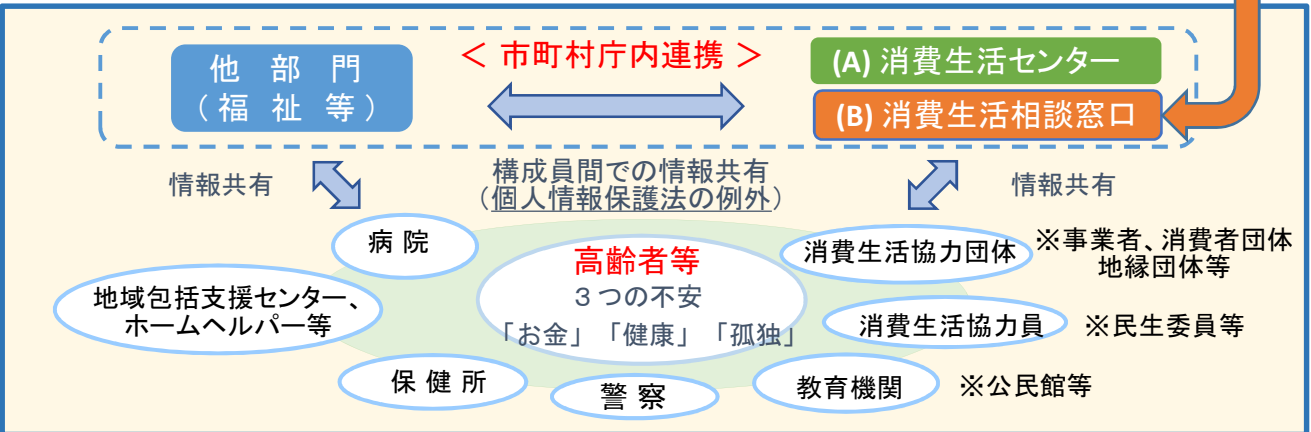 他部門
（福祉等）
＜ 市町村庁内連携 ＞
(A) 消費生活センター
(B) 消費生活相談窓口
情報共有
構成員間での情報共有
（個人情報保護法の例外）
情報共有
病院
高齢者等
３つの不安
「お金」「健康」「孤独」
消費生活協力団体
※事業者、消費者団体
地縁団体等
地域包括支援センター、
ホームヘルパー等
消費生活協力員
※民生委員等
保健所
警察
教育機関
※公民館等